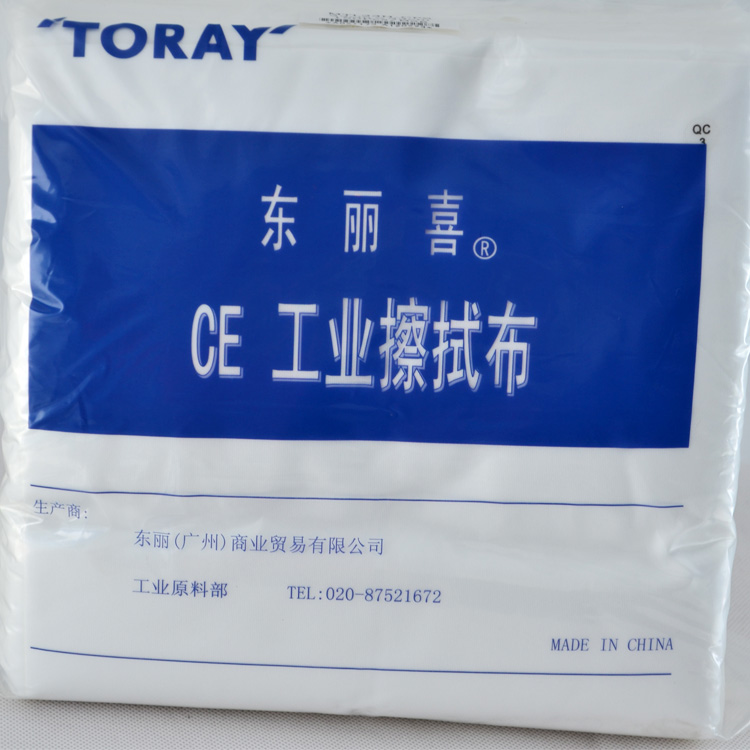 TORAY
QC
3
东丽喜®
CE 工业擦拭布
生产商:
东丽(广州)商业贸易有限公司
工业原料部 TEL:020-87521672
MADE IN CHINA